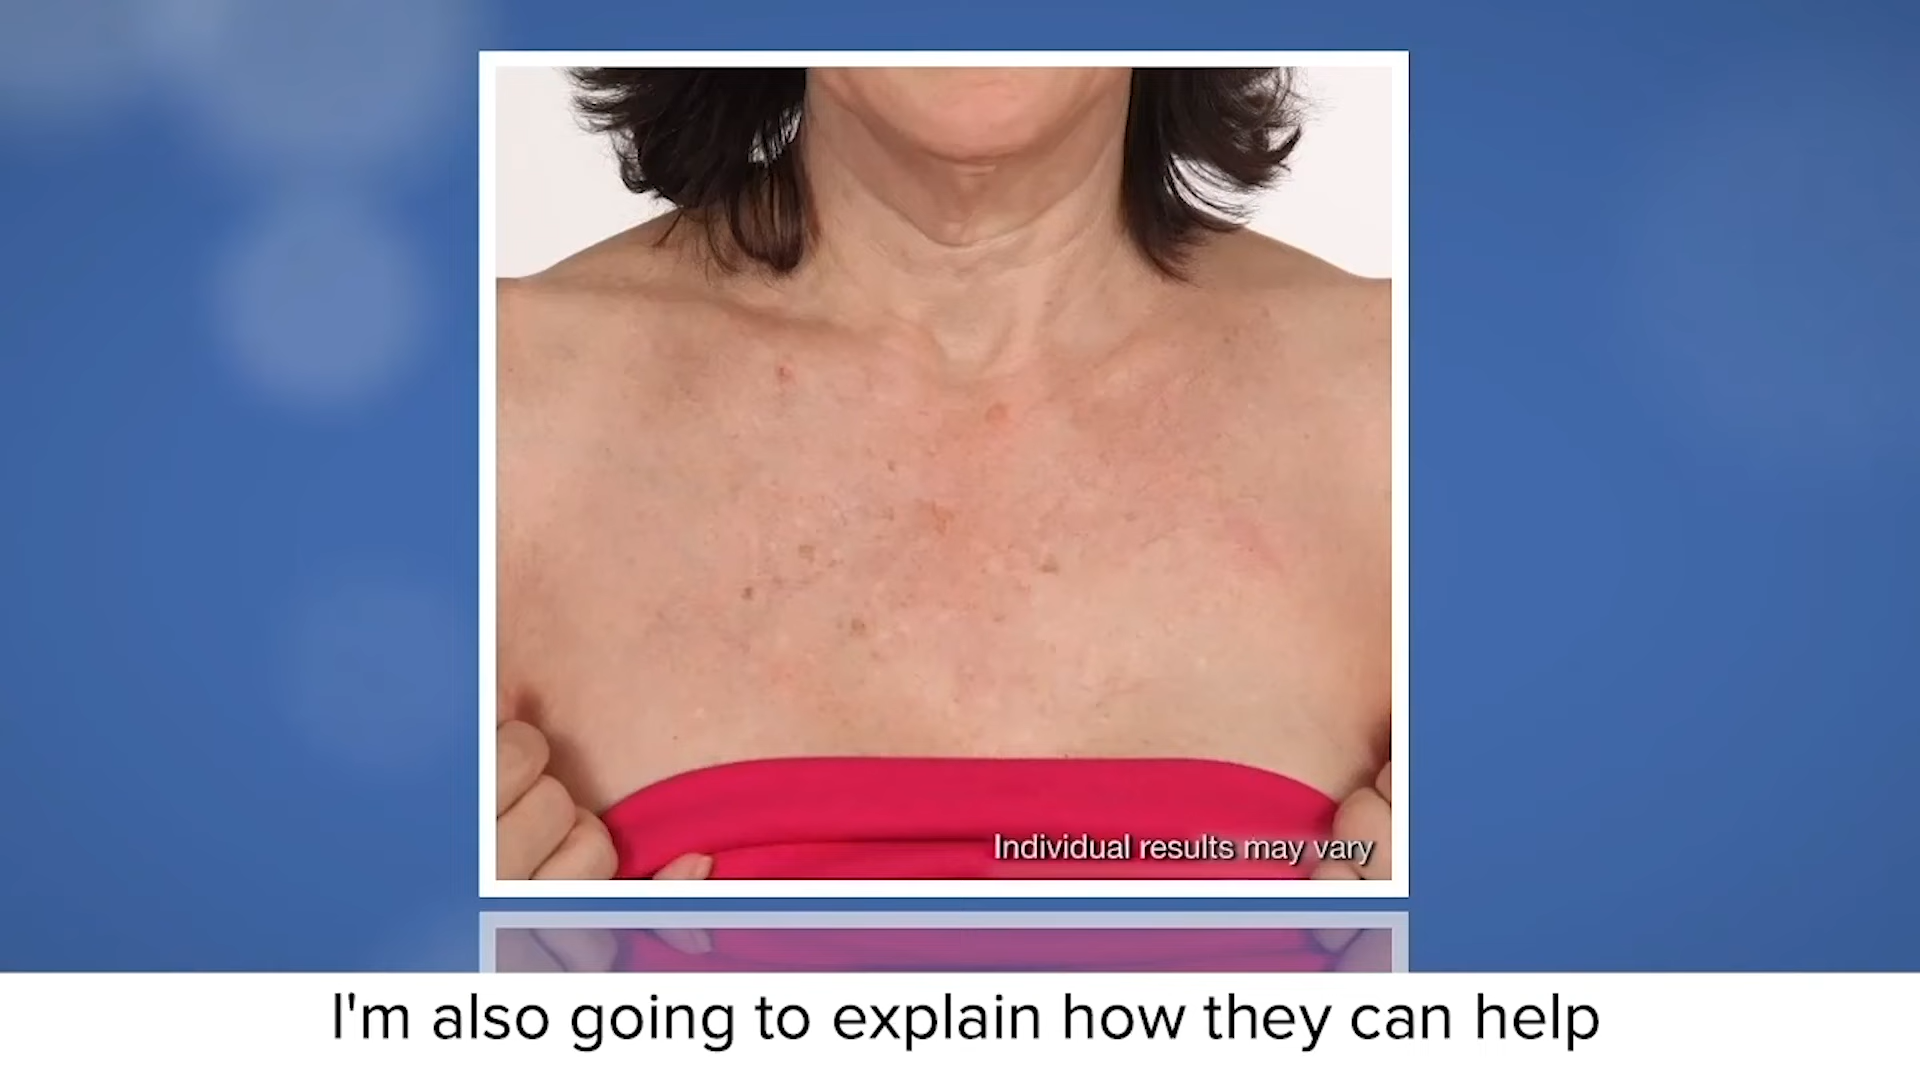 Individual results may vary
I'm also going to explain how they can help